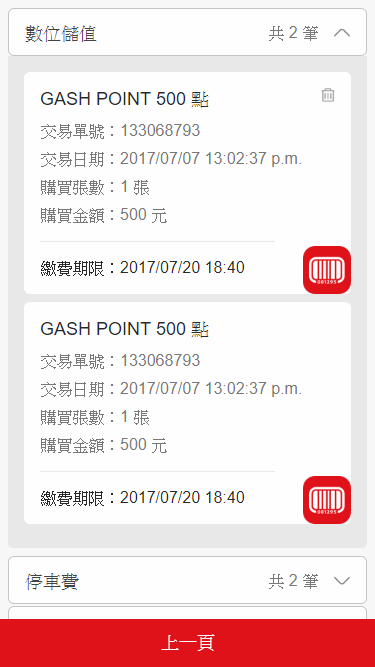 數位儲值 共 2 筆
GASH POINT 500 點
交易單號：133068793
交易日期：2017/07/07 13:02:37 p.m.
購買張數：1 張
購買金額：500 元
繳費期限：2017/07/20 18:40
081295
GASH POINT 500 點
交易單號：133068793
交易日期：2017/07/07 13:02:37 p.m.
購買張數：1 張
購買金額：500 元
繳費期限：2017/07/20 18:40
081295
停車費 共 2 筆
上一頁